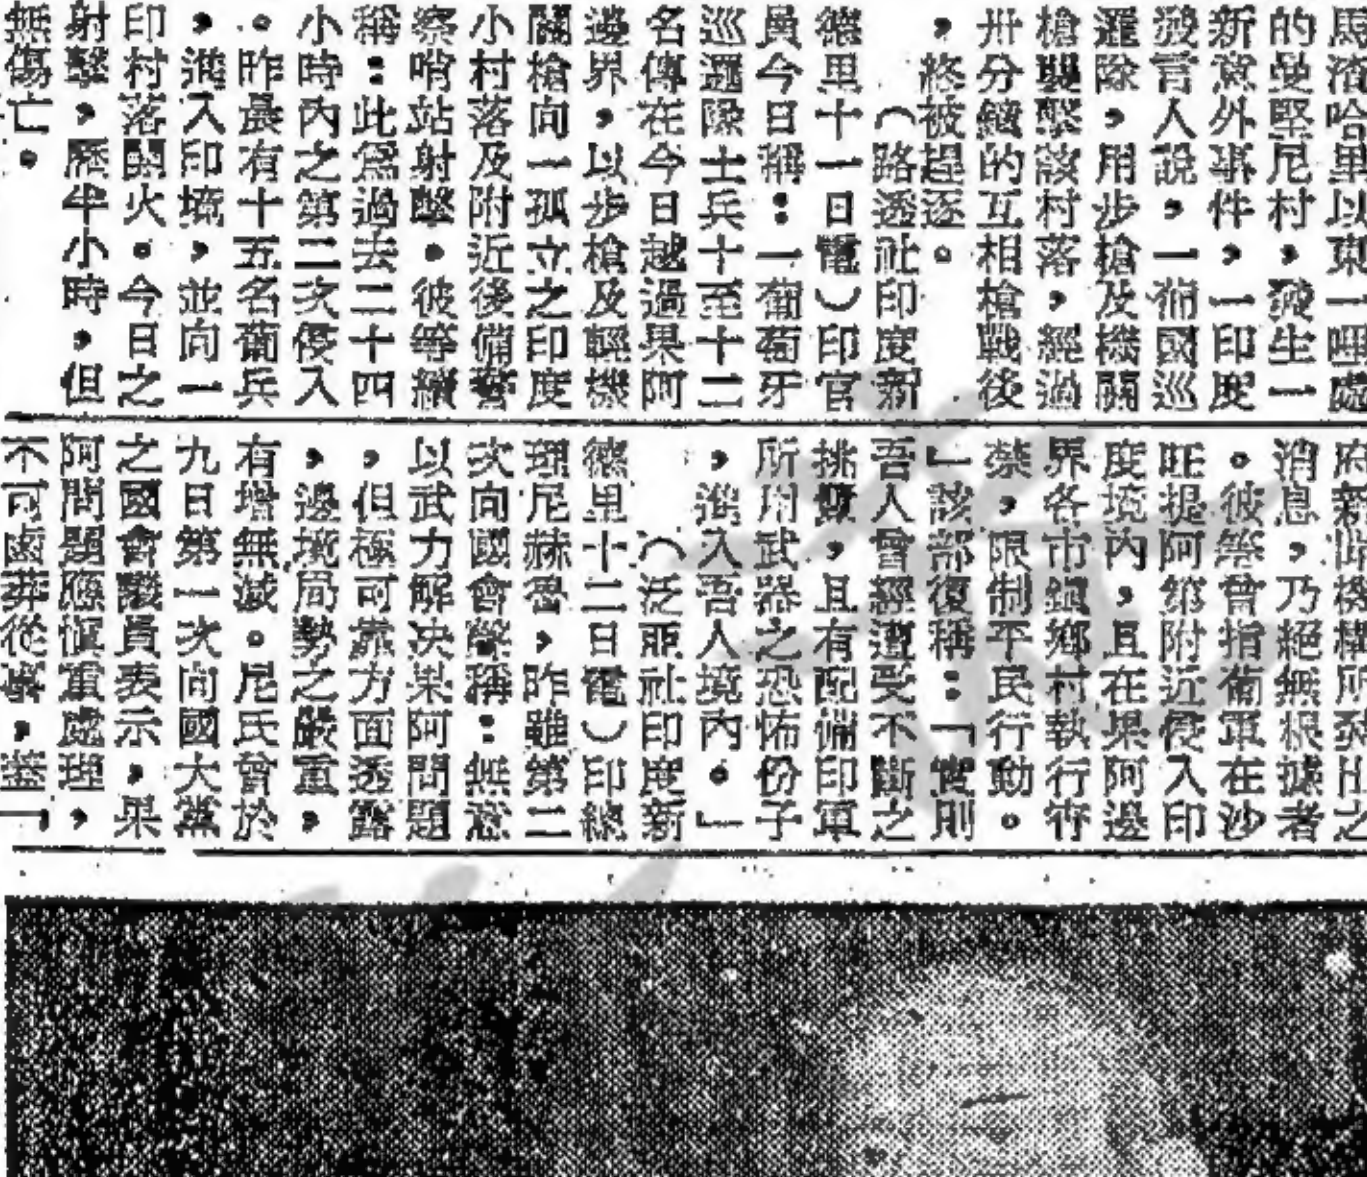 馬渣哈里以東一哩處
的曼堅尼村，發生一
新意外事件，一印度
發言人說，一葡國巡
邏隊，用步槍及機關
槍襲擊該村落，經過
卅分鐘的互相槍戰後
，終被趕逐。
（路透社印度新
德里十一日電）印官
員今日稱：一葡萄牙
巡邏隊士兵十至十二
名傳在今日越過果阿
邊界，以步槍及輕機
關槍向一孤立之印度
小村落及附近後備警
察哨站射擊。彼等續
稱：此為過去二十四
小時內之第二次侵入
。昨晨有十五名葡兵
，進入印境，並向一
印村落開火。今日之
射擊，歷半小時，但
無傷亡。
府新聞機構所發出之
消息，乃絕無根據者
。彼等曾指葡軍在沙
旺提阿第附近侵入印
度境內，且在果阿邊
界各市鎮鄉村執行宵
禁，限制平民行動。
」該部復稱：「實則
吾人曾經遭受不斷之
挑釁，且有配備印軍
所用武器之恐怖份子
，進入吾人境內。」
（泛亞社印度新
德里十二日電）印總
理尼赫魯，昨雖第二
次向國會聲稱：無意
以武力解決果阿問題
，但極可靠方面透露
，邊境局勢之嚴重，
有增無減。尼氏曾於
九日第一次向國大黨
之國會議員表示，果
阿問題應慎重處理，
不可鹵莽從事，蓋一